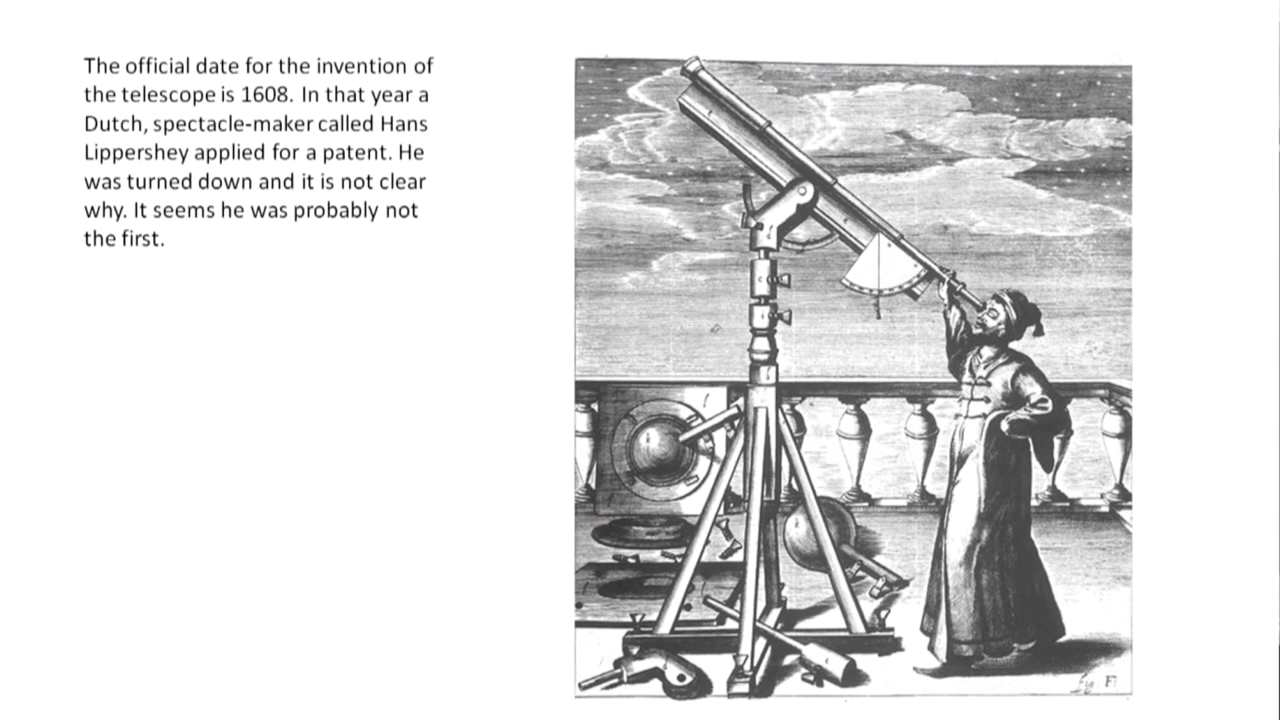 The official date for the invention of
the telescope is 1608. In that year a
Dutch, spectacle-maker called Hans
Lippershey applied for a patent. He
was turned down and it is not clear
why. It seems he was probably not
the first.
fig. F